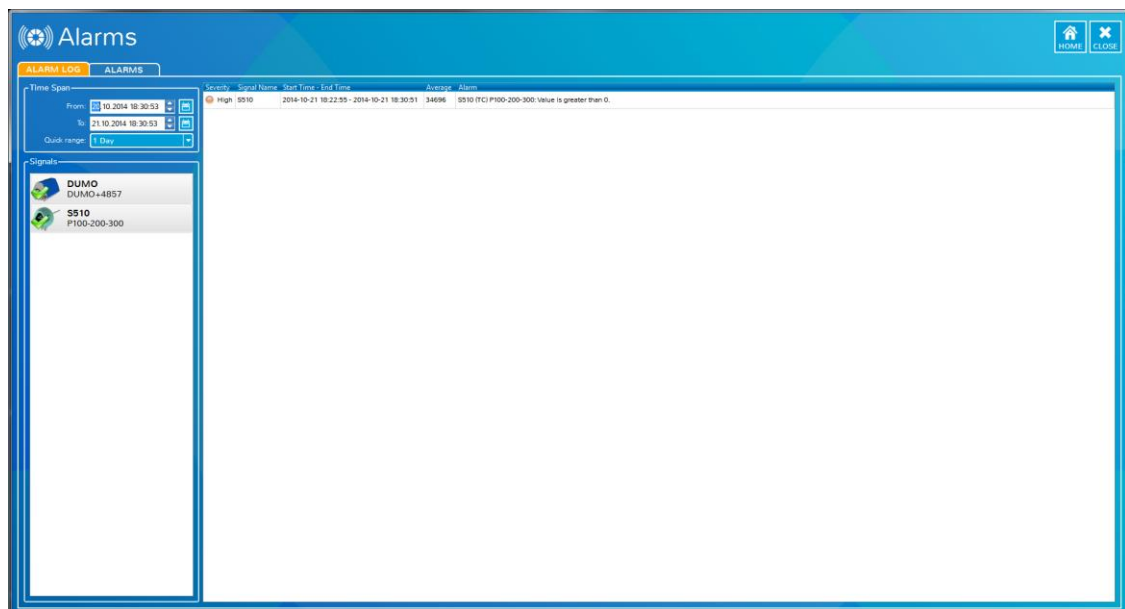 Alarms
HOME CLOSE
ALARM LOG ALARMS
Time Span
From: 20.10.2014 18:30:53
To: 21.10.2014 18:30:53
Quick range: 1 Day
Signals
DUMO
DUMO+4857
S510
P100-200-300
Severity Signal Name Start Time - End Time Average Alarm
High S510 2014-10-21 18:22:55 - 2014-10-21 18:30:51 34696 S510 (TC) P100-200-300: Value is greater than 0.